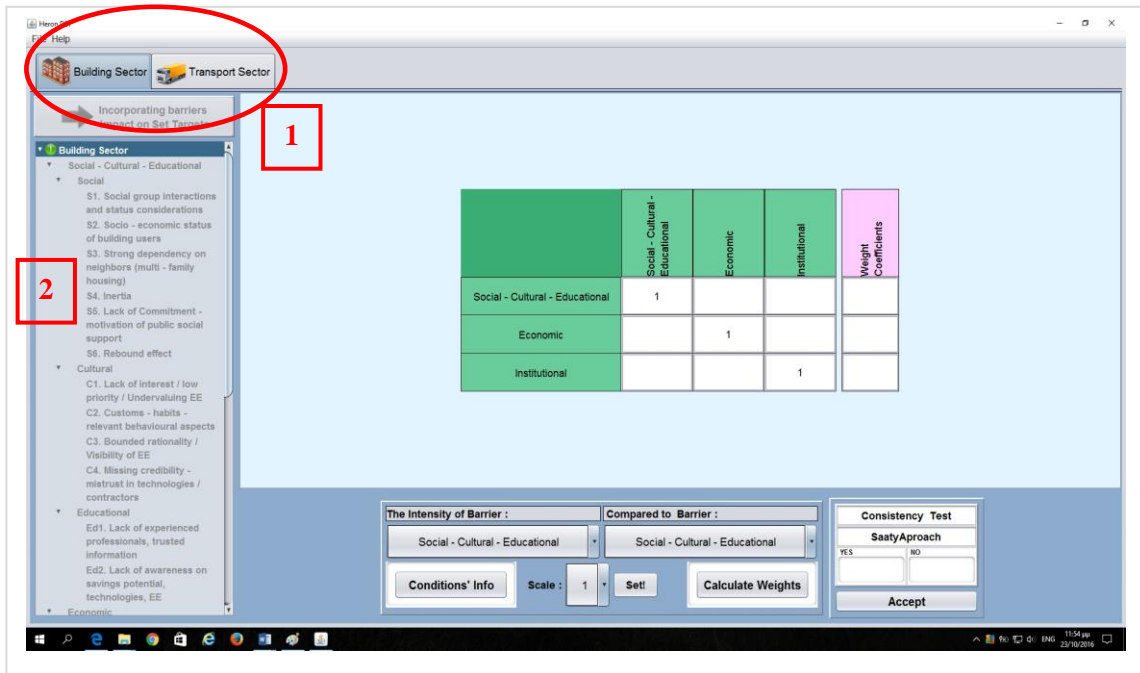 Heron
File Help
Building Sector
Transport Sector
Incorporating barriers
impact on Set Targets
1
Building Sector
Social - Cultural - Educational
Social
S1. Social group interactions
and status considerations
S2. Socio - economic status
of building users
S3. Strong dependency on
neighbors (multi - family
housing)
2
S4. Inertia
S5. Lack of Commitment -
motivation of public social
support
S6. Rebound effect
Cultural
C1. Lack of interest / low
priority / Undervaluing EE
C2. Customs - habits -
relevant behavioural aspects
C3. Bounded rationality /
Visibility of EE
C4. Missing credibility -
mistrust in technologies /
contractors
Educational
Ed1. Lack of experienced
professionals, trusted
information
Ed2. Lack of awareness on
savings potential,
technologies, EE
Economic
Social - Cultural -
Educational
Economic
Institutional
Weight
Coefficients
Social - Cultural - Educational
1
Economic
1
Institutional
1
The Intensity of Barrier :
Compared to Barrier :
Social - Cultural - Educational
Social - Cultural - Educational
Conditions' Info
Scale :
1
Set!
Calculate Weights
Consistency Test
SaatyAproach
YES
NO
Accept
ENG
11:54 μμ
23/10/2016